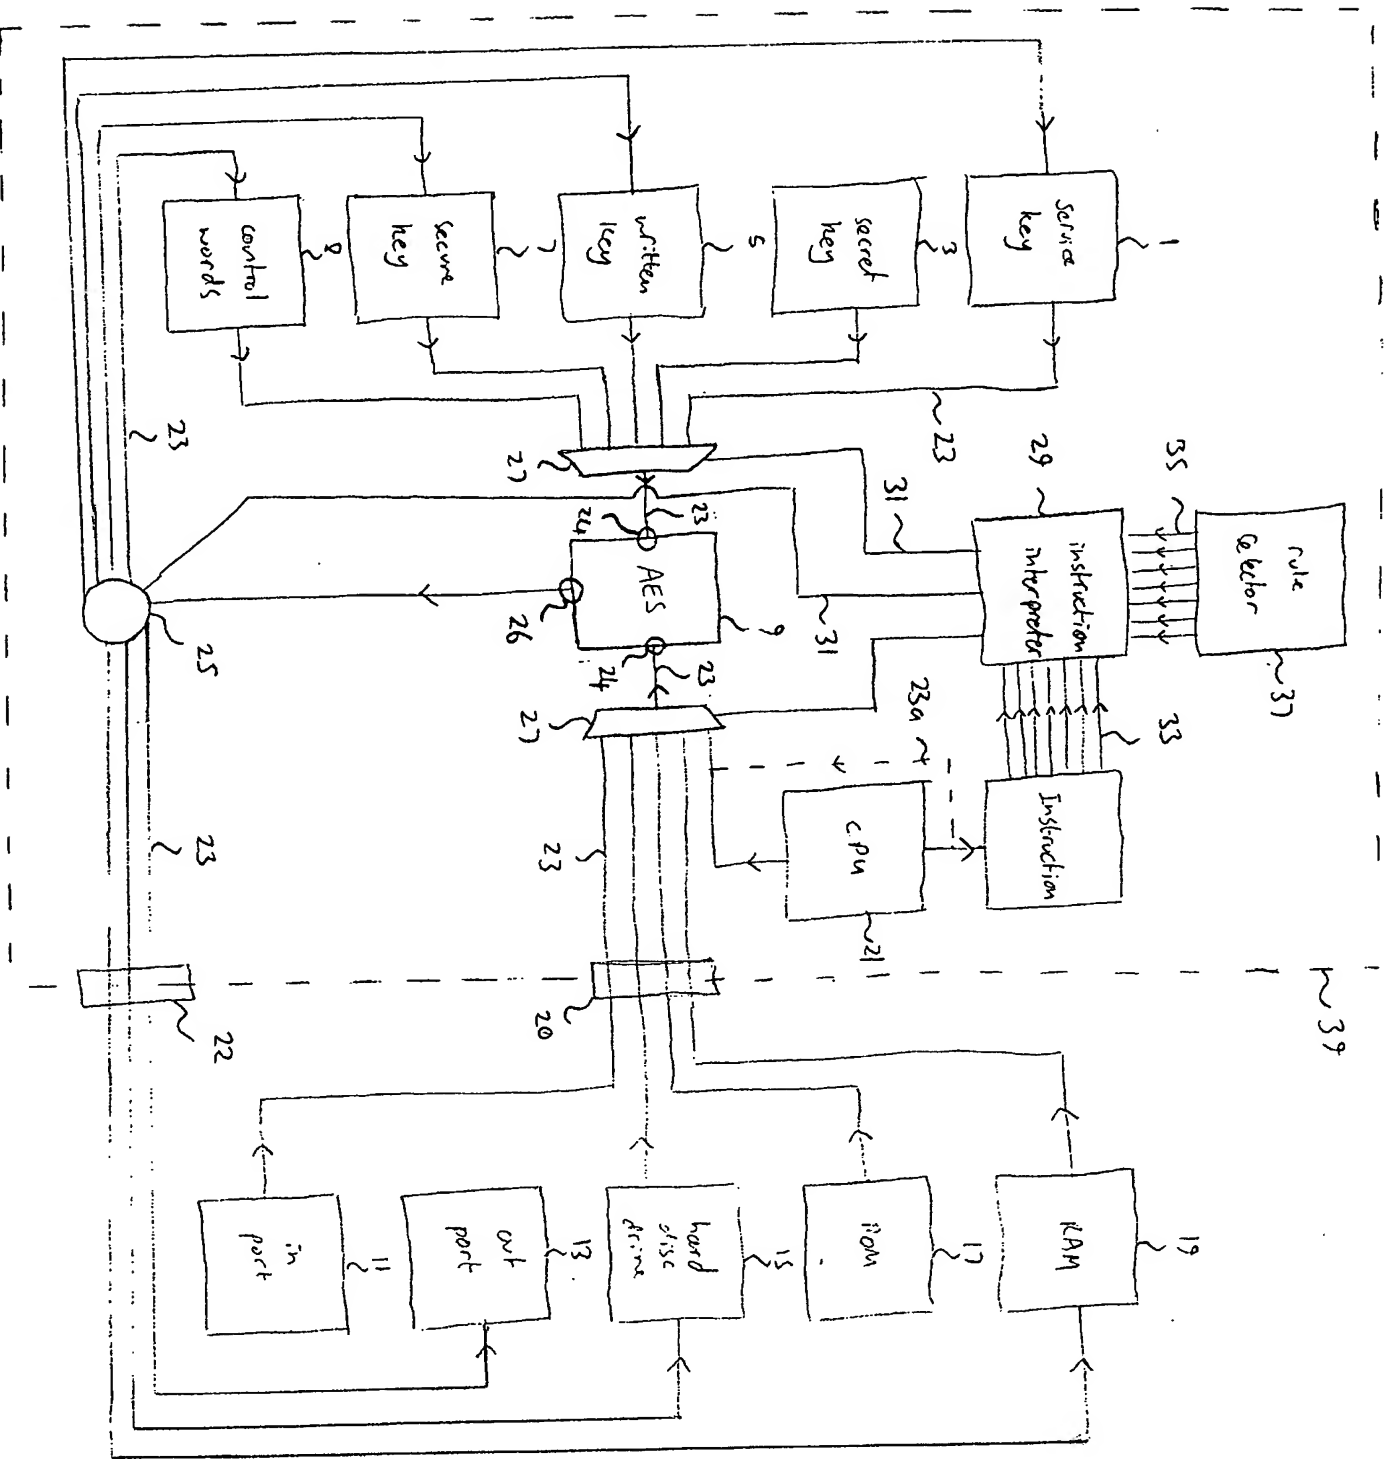 rule
selector
37
39
35
33
29
instruction
interpreter
Instruction
1
service
key
19
RAM
31
23
23a
3
secret
key
31
CPU
21
17
ROM
5
written
key
9
AES
23
24
23
24
15
hard
disc
drive
27
26
27
23
20
7
secure
key
13
out
port
8
control
words
11
in
port
23
25
23
22